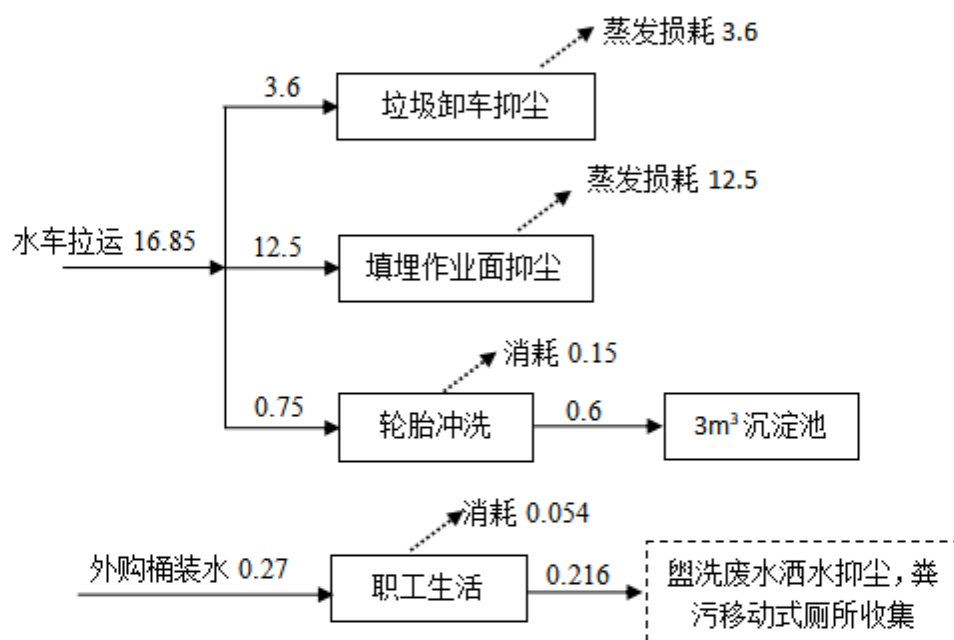 蒸发损耗 3.6
3.6
垃圾卸车抑尘
蒸发损耗 12.5
水车拉运 16.85
12.5
填埋作业面抑尘
消耗 0.15
0.75
轮胎冲洗
0.6
3m³ 沉淀池
消耗 0.054
外购桶装水 0.27
职工生活
0.216
盥洗废水洒水抑尘，粪
污移动式厕所收集